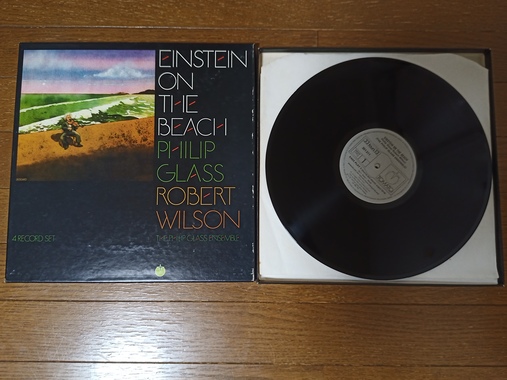 EINSTEIN
ON
THE
BEACH
PHILIP
GLASS
ROBERT
WILSON
4 RECORD SET
THE PHILIP GLASS ENSEMBLE